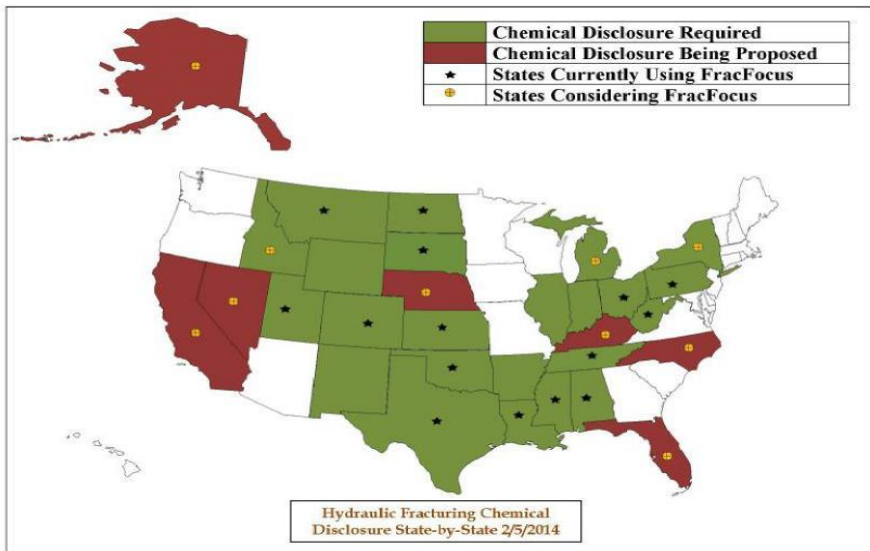 Chemical Disclosure Required
Chemical Disclosure Being Proposed
States Currently Using FracFocus
States Considering FracFocus
Hydraulic Fracturing Chemical
Disclosure State-by-State 2/5/2014